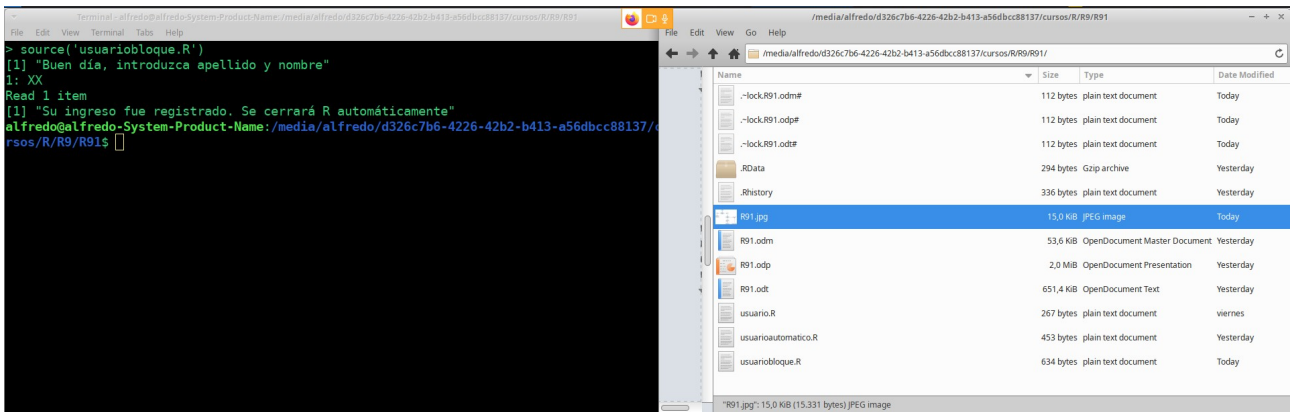 Terminal - alfredo@alfredo-System-Product-Name: /media/alfredo/d326c7b6-4226-42b2-b413-a56dbcc88137/cursos/R/R9/R91
File Edit View Terminal Tabs Help
> source('usuariobloque.R')
[1] "Buen día, introduzca apellido y nombre"
1: XX
Read 1 item
[1] "Su ingreso fue registrado. Se cerrará R automáticamente"
alfredo@alfredo-System-Product-Name:/media/alfredo/d326c7b6-4226-42b2-b413-a56dbcc88137/c
rsos/R/R9/R91$
/media/alfredo/d326c7b6-4226-42b2-b413-a56dbcc88137/cursos/R/R9/R91
File Edit View Go Help
/media/alfredo/d326c7b6-4226-42b2-b413-a56dbcc88137/cursos/R/R9/R91/
Name Size Type Date Modified
.~lock.R91.odm# 112 bytes plain text document Today
.~lock.R91.odp# 112 bytes plain text document Today
.~lock.R91.odt# 112 bytes plain text document Today
.RData 294 bytes Gzip archive Yesterday
.Rhistory 336 bytes plain text document Yesterday
R91.jpg 15,0 KiB JPEG image Today
R91.odm 53,6 KiB OpenDocument Master Document Yesterday
R91.odp 2,0 MiB OpenDocument Presentation Yesterday
R91.odt 651,4 KiB OpenDocument Text Yesterday
usuario.R 267 bytes plain text document viernes
usuarioautomatico.R 453 bytes plain text document Yesterday
usuariobloque.R 634 bytes plain text document Today
"R91.jpg": 15,0 KiB (15.331 bytes) JPEG image